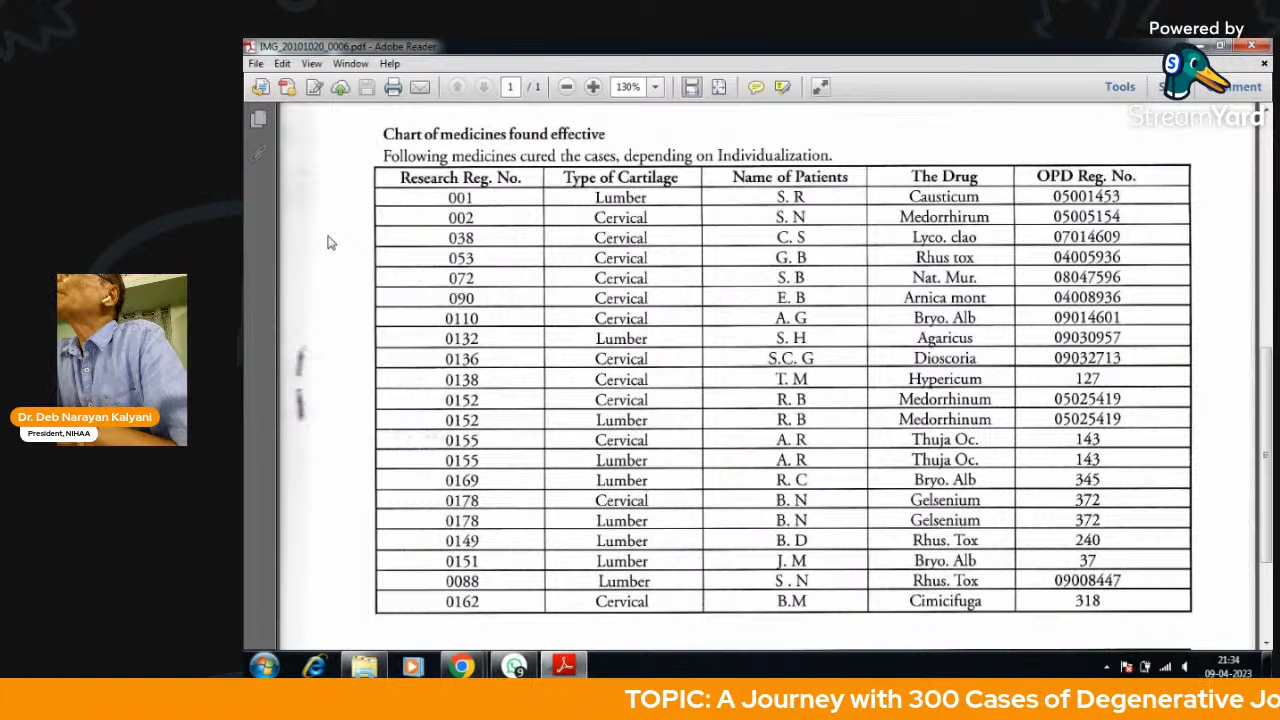 Powered by
StreamYard
IMG_20101020_0006.pdf - Adobe Reader
File Edit View Window Help
1 / 1 130% Tools
Chart of medicines found effective
Following medicines cured the cases, depending on Individualization.
Research Reg. No. Type of Cartilage Name of Patients The Drug OPD Reg. No.
001 Lumber S. R Causticum 05001453
002 Cervical S. N Medorrhirum 05005154
038 Cervical C. S Lyco. clao 07014609
053 Cervical G. B Rhus tox 04005936
072 Cervical S. B Nat. Mur. 08047596
090 Cervical E. B Arnica mont 04008936
0110 Cervical A. G Bryo. Alb 09014601
0132 Lumber S. H Agaricus 09030957
0136 Cervical S.C. G Dioscoria 09032713
0138 Cervical T. M Hypericum 127
0152 Cervical R. B Medorrhinum 05025419
0152 Lumber R. B Medorrhinum 05025419
0155 Cervical A. R Thuja Oc. 143
0155 Lumber A. R Thuja Oc. 143
0169 Lumber R. C Bryo. Alb 345
0178 Cervical B. N Gelsenium 372
0178 Lumber B. N Gelsenium 372
0149 Lumber B. D Rhus. Tox 240
0151 Lumber J. M Bryo. Alb 37
0088 Lumber S . N Rhus. Tox 09008447
0162 Cervical B.M Cimicifuga 318
Dr. Deb Narayan Kalyani
President, NIHAA
21:34
09-04-2023
TOPIC: A Journey with 300 Cases of Degenerative Jo